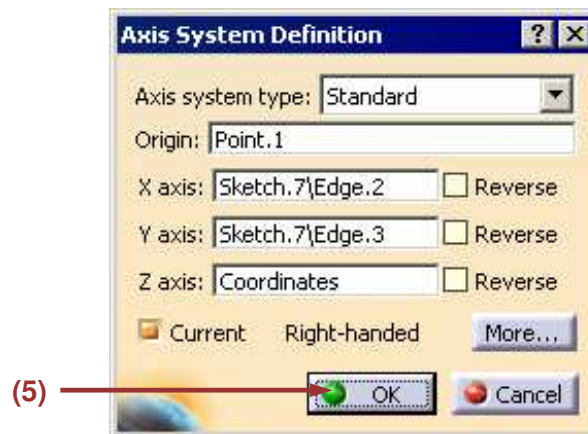 Axis System Definition ? X
Axis system type: Standard
Origin: Point.1
X axis: Sketch.7\Edge.2 Reverse
Y axis: Sketch.7\Edge.3 Reverse
Z axis: Coordinates Reverse
Current Right-handed More...
(5) OK Cancel